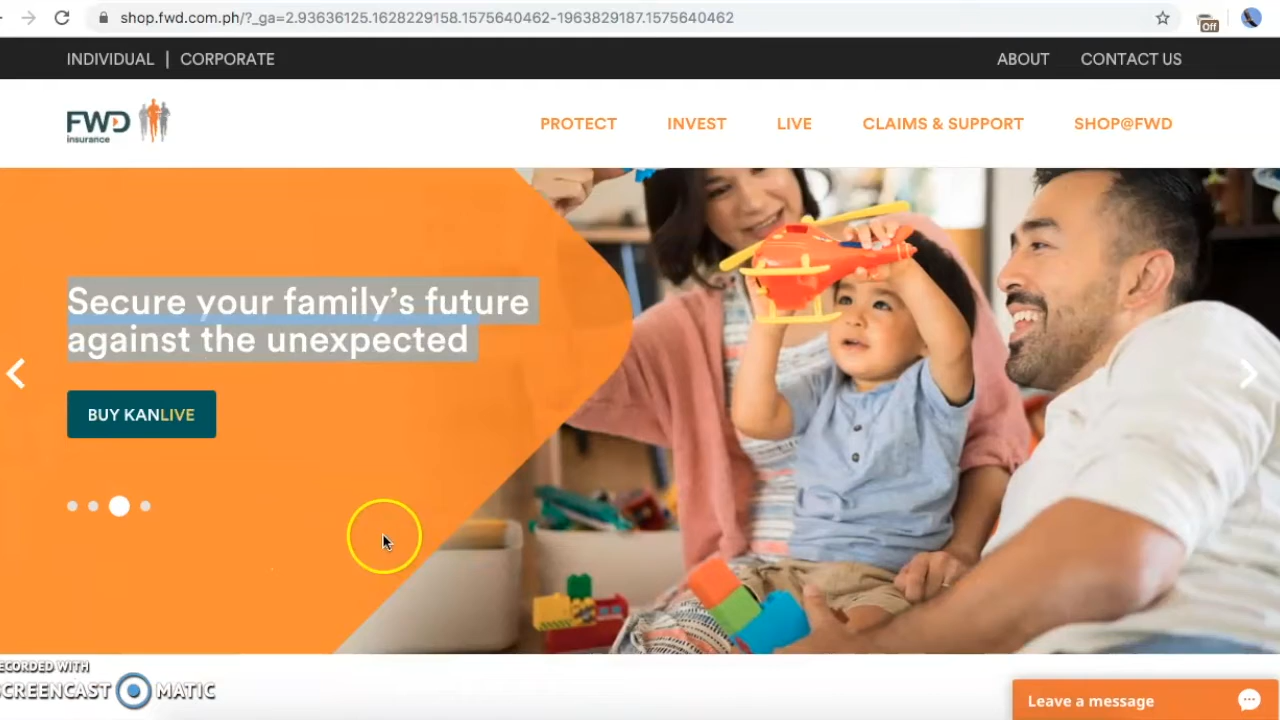 shop.fwd.com.ph/?_ga=2.93636125.1628229158.1575640462-1963829187.1575640462
Off
INDIVIDUAL | CORPORATE
ABOUT CONTACT US
FWD
insurance
PROTECT INVEST LIVE CLAIMS & SUPPORT SHOP@FWD
Secure your family’s future
against the unexpected
BUY KANLIVE
ECORDED WITH
SCREENCAST MATIC
Leave a message